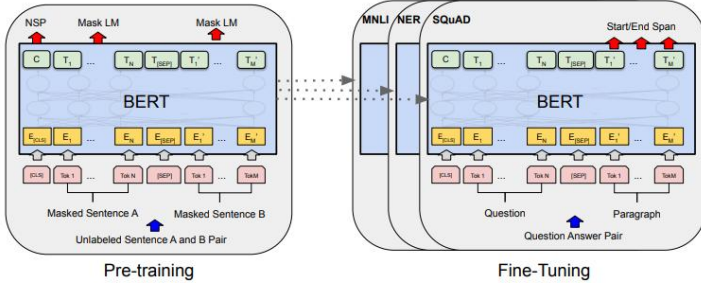 NSP Mask LM Mask LM
C T1 ... TN T[SEP] T1' ... TM'
BERT
E[CLS] E1 ... EN E[SEP] E1' ... EM'
[CLS] Tok 1 ... Tok N [SEP] Tok 1 ... TokM
Masked Sentence A Masked Sentence B
Unlabeled Sentence A and B Pair
Pre-training
MNLI NER SQuAD Start/End Span
C T1 ... TN T[SEP] T1' ... TM'
BERT
E[CLS] E1 ... EN E[SEP] E1' ... EM'
[CLS] Tok 1 ... Tok N [SEP] Tok 1 ... TokM
Question Paragraph
Question Answer Pair
Fine-Tuning